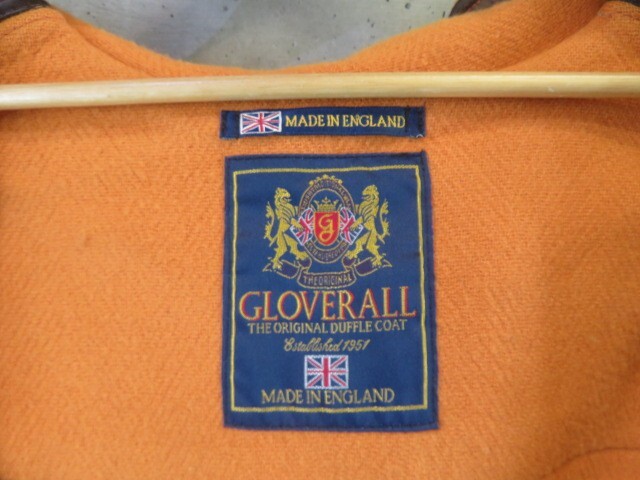 MADE IN ENGLAND
G
THE ORIGINAL
GLOVERALL
THE ORIGINAL DUFFLE COAT
Established 1951
MADE IN ENGLAND